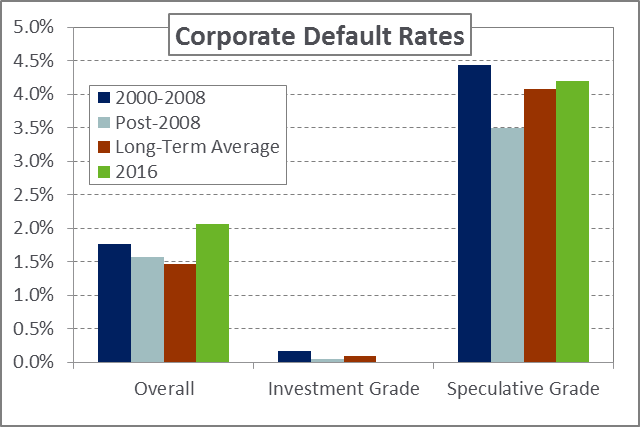 Corporate Default Rates
5.0%
4.5%
4.0%
3.5%
3.0%
2.5%
2.0%
1.5%
1.0%
0.5%
0.0%
2000-2008
Post-2008
Long-Term Average
2016
Overall
Investment Grade
Speculative Grade